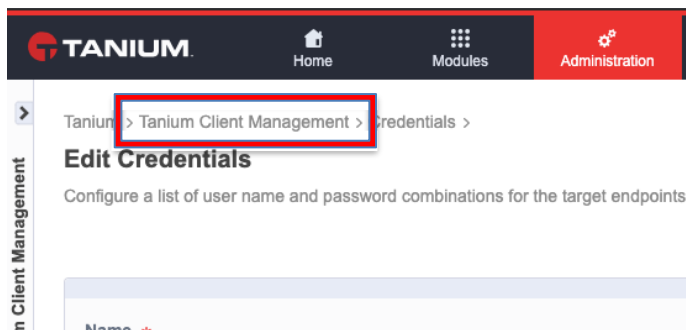 TANIUM
Home
Modules
Administration
Tanium > Tanium Client Management > Credentials >
Edit Credentials
Configure a list of user name and password combinations for the target endpoints
Client Management
Name *